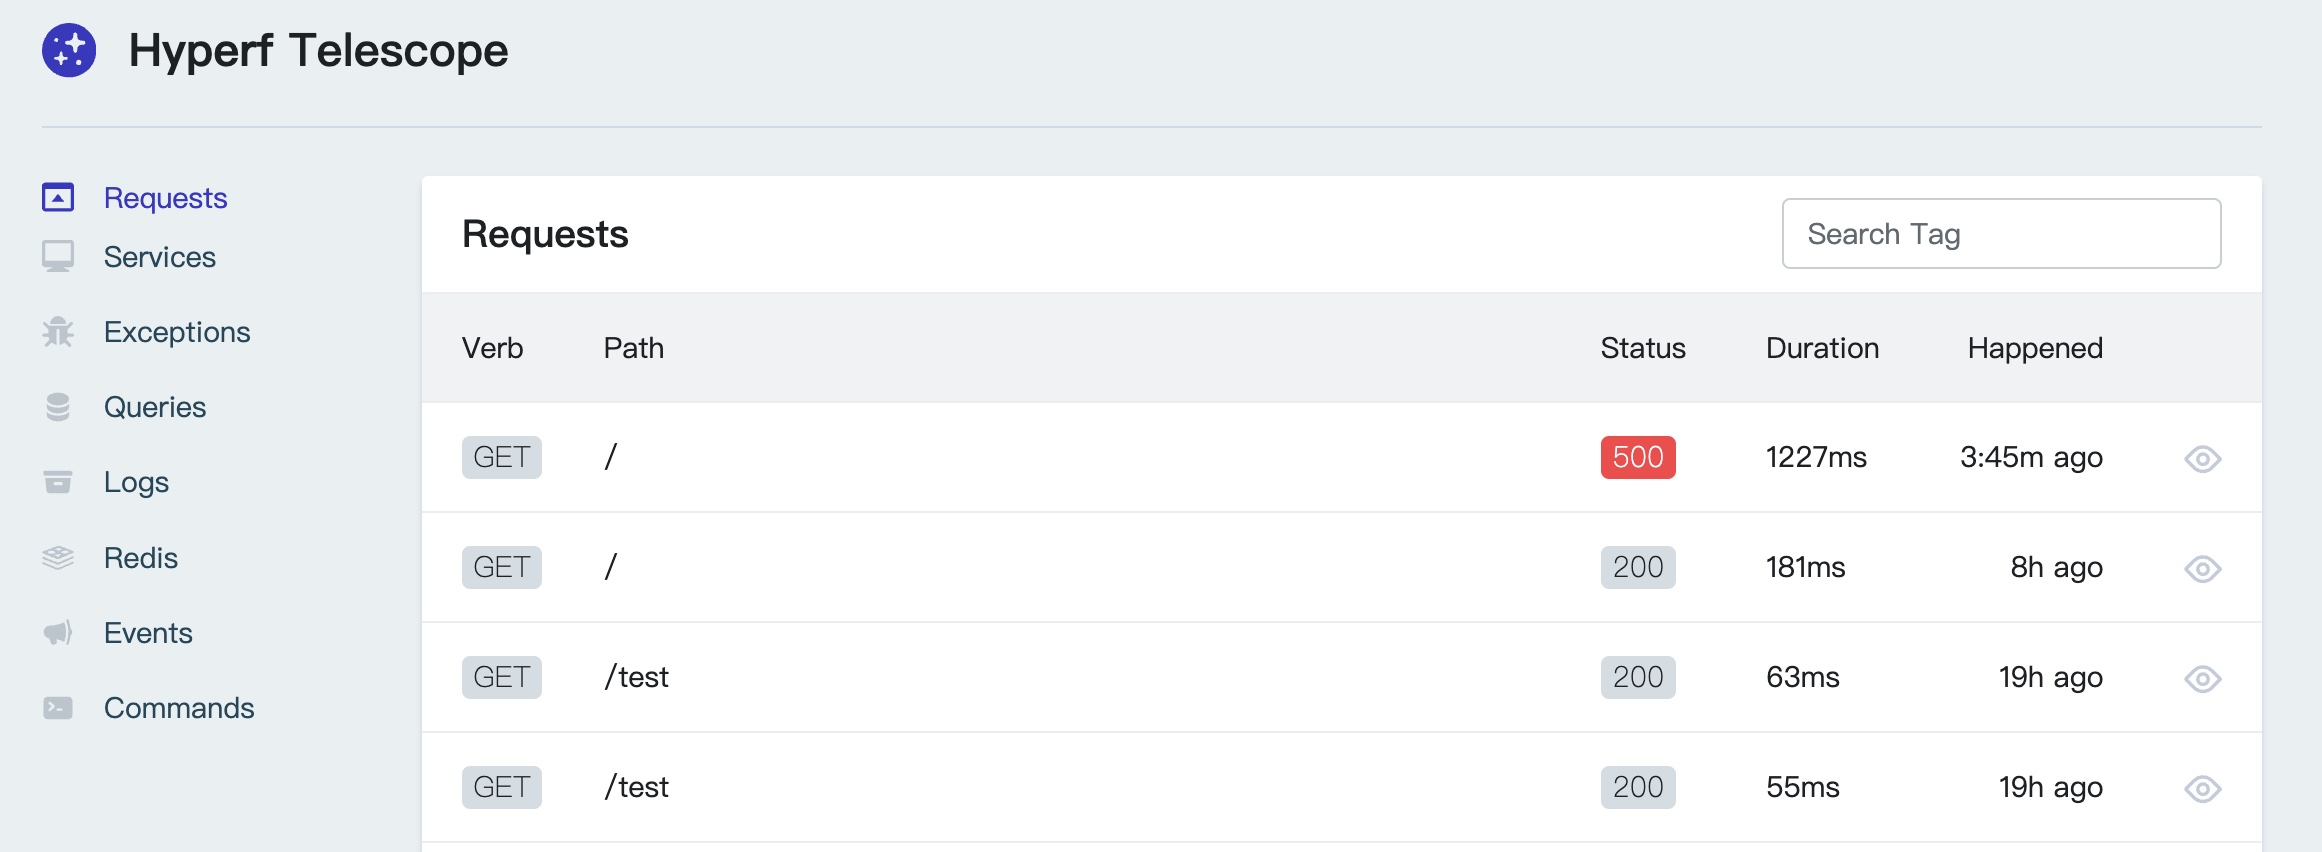 Hyperf Telescope
Requests
Services
Exceptions
Queries
Logs
Redis
Events
Commands
Requests
Search Tag
Verb Path Status Duration Happened
GET / 500 1227ms 3:45m ago
GET / 200 181ms 8h ago
GET /test 200 63ms 19h ago
GET /test 200 55ms 19h ago